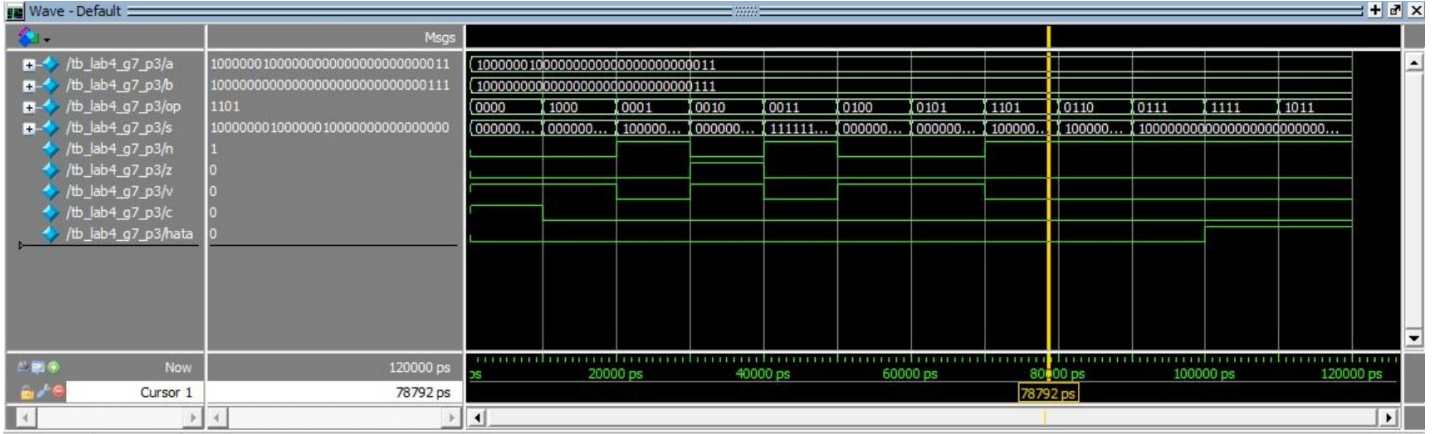 Wave - Default
Msgs
/tb_lab4_g7_p3/a 10000001000000000000000000000011 10000001000000000000000000000011
/tb_lab4_g7_p3/b 10000000000000000000000000000111 10000000000000000000000000000111
/tb_lab4_g7_p3/op 1101 0000 1000 0001 0010 0011 0100 0101 1101 0110 0111 1111 1011
/tb_lab4_g7_p3/s 10000000100000010000000000000000 000000... 000000... 100000... 000000... 111111... 000000... 000000... 100000... 100000... 1000000000000000000000000...
/tb_lab4_g7_p3/n 1
/tb_lab4_g7_p3/z 0
/tb_lab4_g7_p3/v 0
/tb_lab4_g7_p3/c 0
/tb_lab4_g7_p3/hata 0
Now 120000 ps ps 20000 ps 40000 ps 60000 ps 80000 ps 100000 ps 120000 ps
Cursor 1 78792 ps 78792 ps